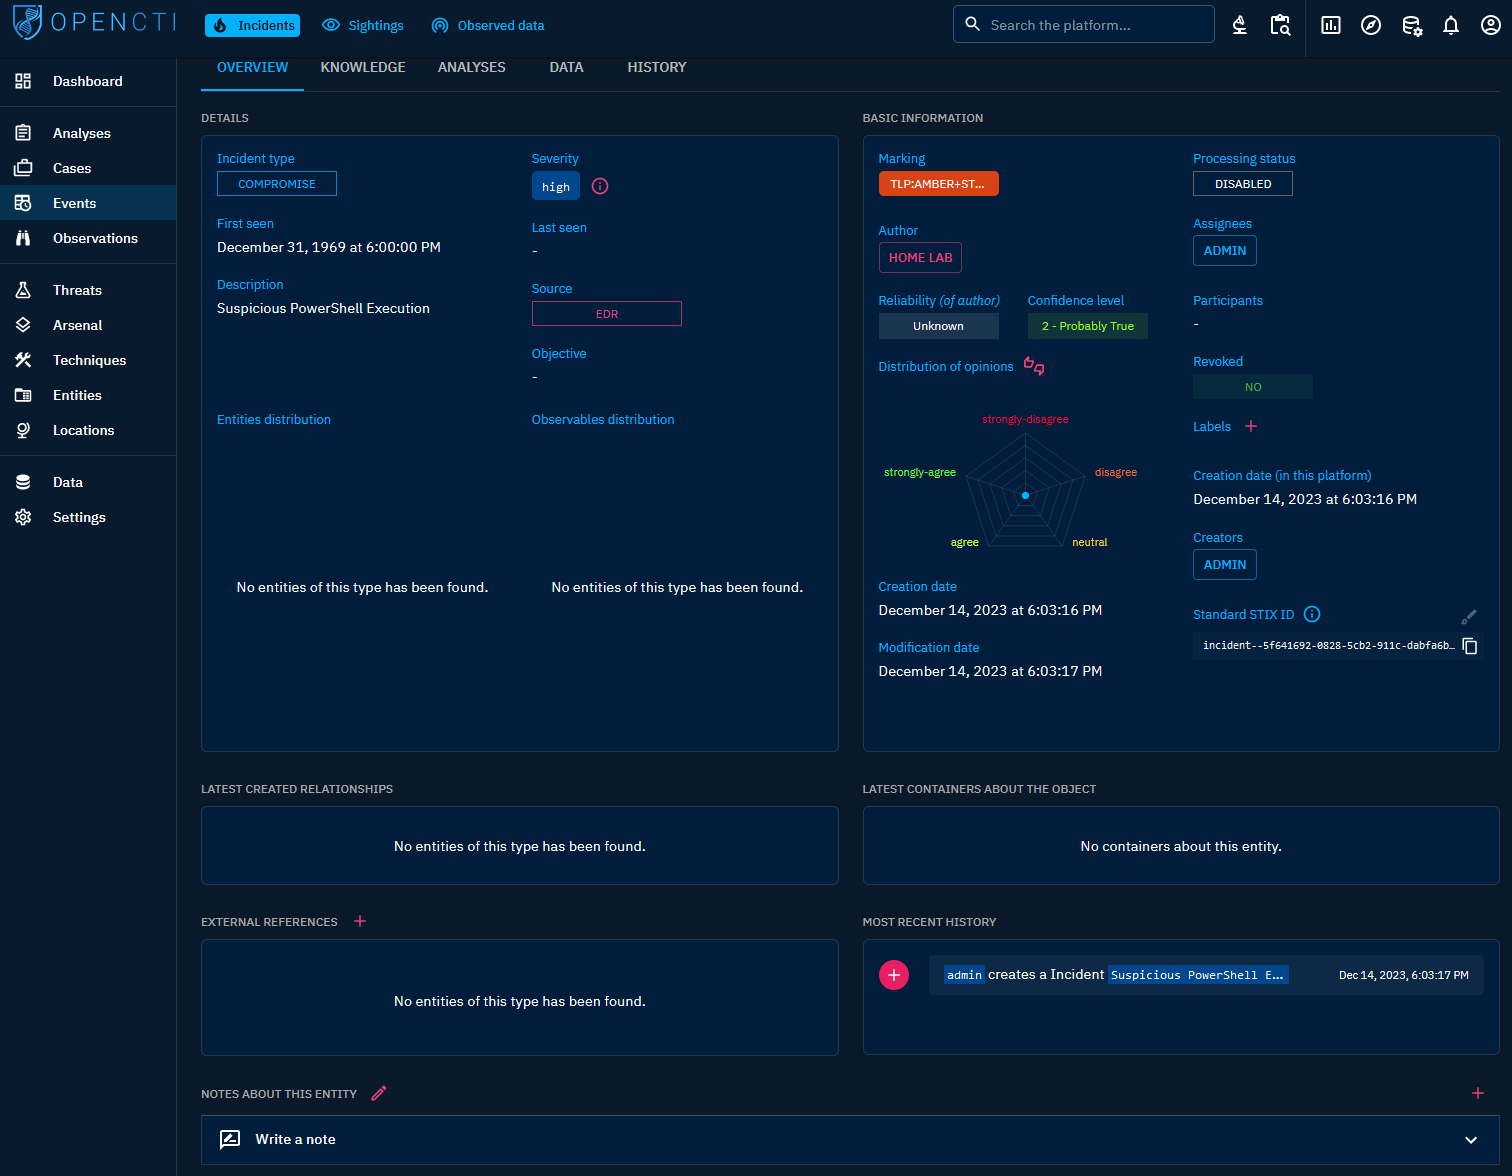 OPENCTI
Incidents
Sightings
Observed data
Search the platform...
Dashboard
Analyses
Cases
Events
Observations
Threats
Arsenal
Techniques
Entities
Locations
Data
Settings
OVERVIEW
KNOWLEDGE
ANALYSES
DATA
HISTORY
DETAILS
Incident type
COMPROMISE
Severity
high
First seen
December 31, 1969 at 6:00:00 PM
Last seen
-
Description
Suspicious PowerShell Execution
Source
EDR
Objective
-
Entities distribution
Observables distribution
No entities of this type has been found.
No entities of this type has been found.
BASIC INFORMATION
Marking
TLP:AMBER+ST...
Processing status
DISABLED
Author
HOME LAB
Assignees
ADMIN
Reliability (of author)
Unknown
Confidence level
2 - Probably True
Participants
-
Distribution of opinions
strongly-disagree
strongly-agree
disagree
agree
neutral
Revoked
NO
Labels
Creation date (in this platform)
December 14, 2023 at 6:03:16 PM
Creators
ADMIN
Creation date
December 14, 2023 at 6:03:16 PM
Standard STIX ID
incident--5f641692-0828-5cb2-911c-dabfa6b...
Modification date
December 14, 2023 at 6:03:17 PM
LATEST CREATED RELATIONSHIPS
No entities of this type has been found.
LATEST CONTAINERS ABOUT THE OBJECT
No containers about this entity.
EXTERNAL REFERENCES
No entities of this type has been found.
MOST RECENT HISTORY
admin creates a Incident Suspicious PowerShell E...
Dec 14, 2023, 6:03:17 PM
NOTES ABOUT THIS ENTITY
Write a note